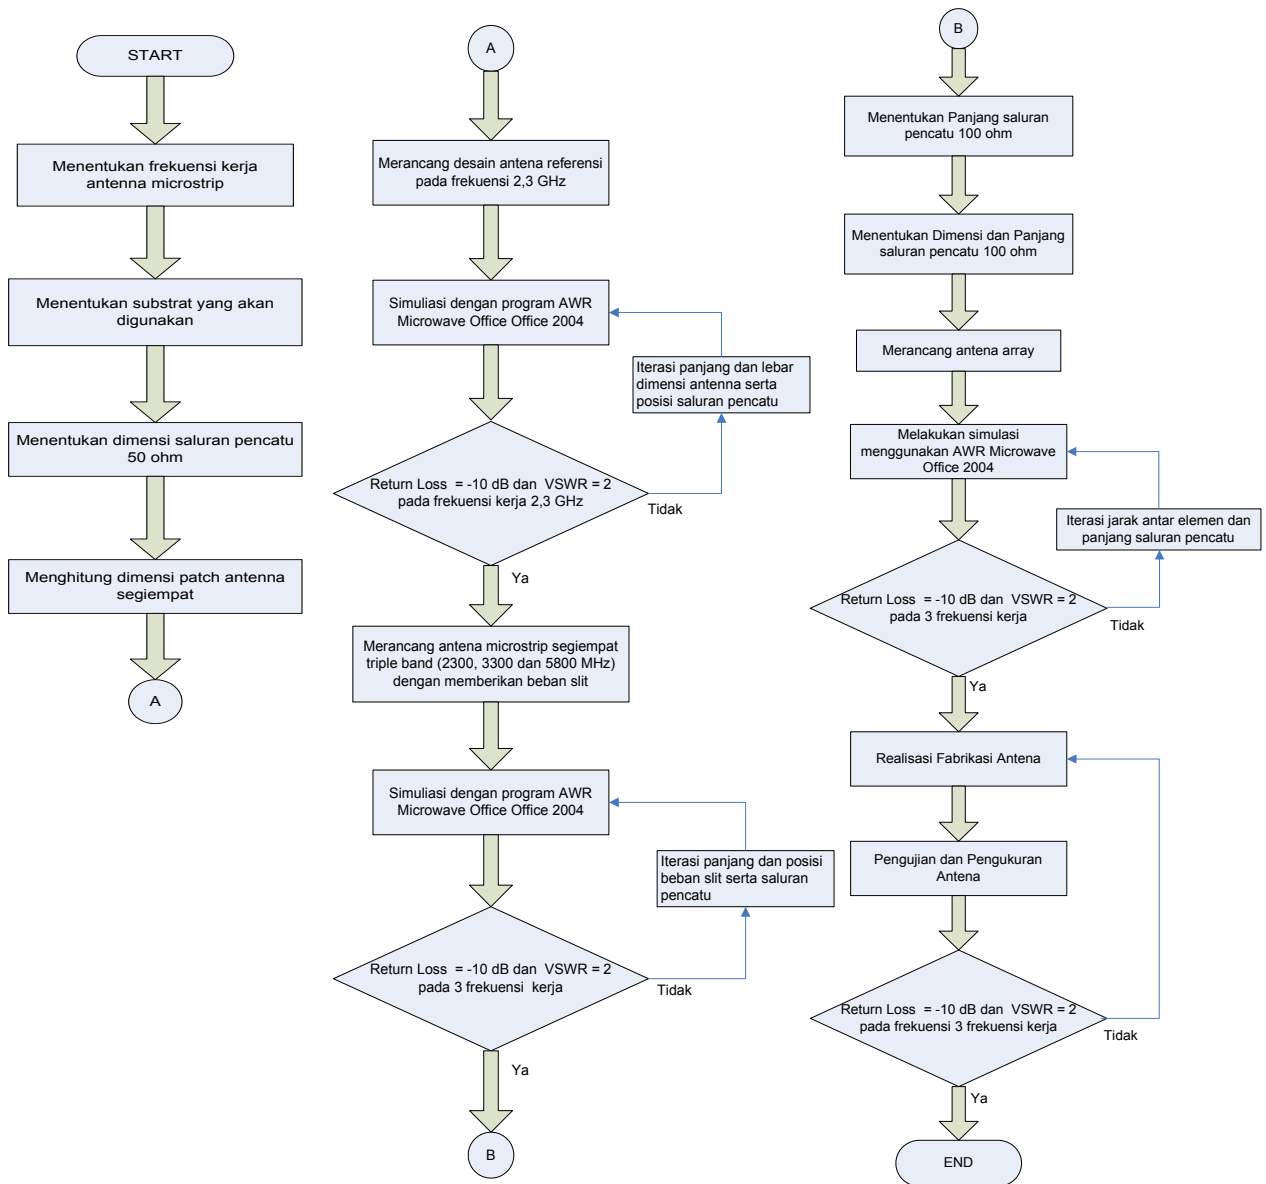 START
Menentukan frekuensi kerja
antenna microstrip
Menentukan substrat yang akan
digunakan
Menentukan dimensi saluran pencatu
50 ohm
Menghitung dimensi patch antenna
segiempat
A
A
Merancang desain antena referensi
pada frekuensi 2,3 GHz
Simuliasi dengan program AWR
Microwave Office Office 2004
Iterasi panjang dan lebar
dimensi antenna serta
posisi saluran pencatu
Return Loss = -10 dB dan VSWR = 2
pada frekuensi kerja 2,3 GHz
Tidak
Ya
Merancang antena microstrip segiempat
triple band (2300, 3300 dan 5800 MHz)
dengan memberikan beban slit
Simuliasi dengan program AWR
Microwave Office Office 2004
Iterasi panjang dan posisi
beban slit serta saluran
pencatu
Return Loss = -10 dB dan VSWR = 2
pada 3 frekuensi kerja
Tidak
Ya
B
B
Menentukan Panjang saluran
pencatu 100 ohm
Menentukan Dimensi dan Panjang
saluran pencatu 100 ohm
Merancang antena array
Melakukan simulasi
menggunakan AWR Microwave
Office 2004
Iterasi jarak antar elemen dan
panjang saluran pencatu
Return Loss = -10 dB dan VSWR = 2
pada 3 frekuensi kerja
Tidak
Ya
Realisasi Fabrikasi Antena
Pengujian dan Pengukuran
Antena
Return Loss = -10 dB dan VSWR = 2
pada frekuensi 3 frekuensi kerja
Tidak
Ya
END